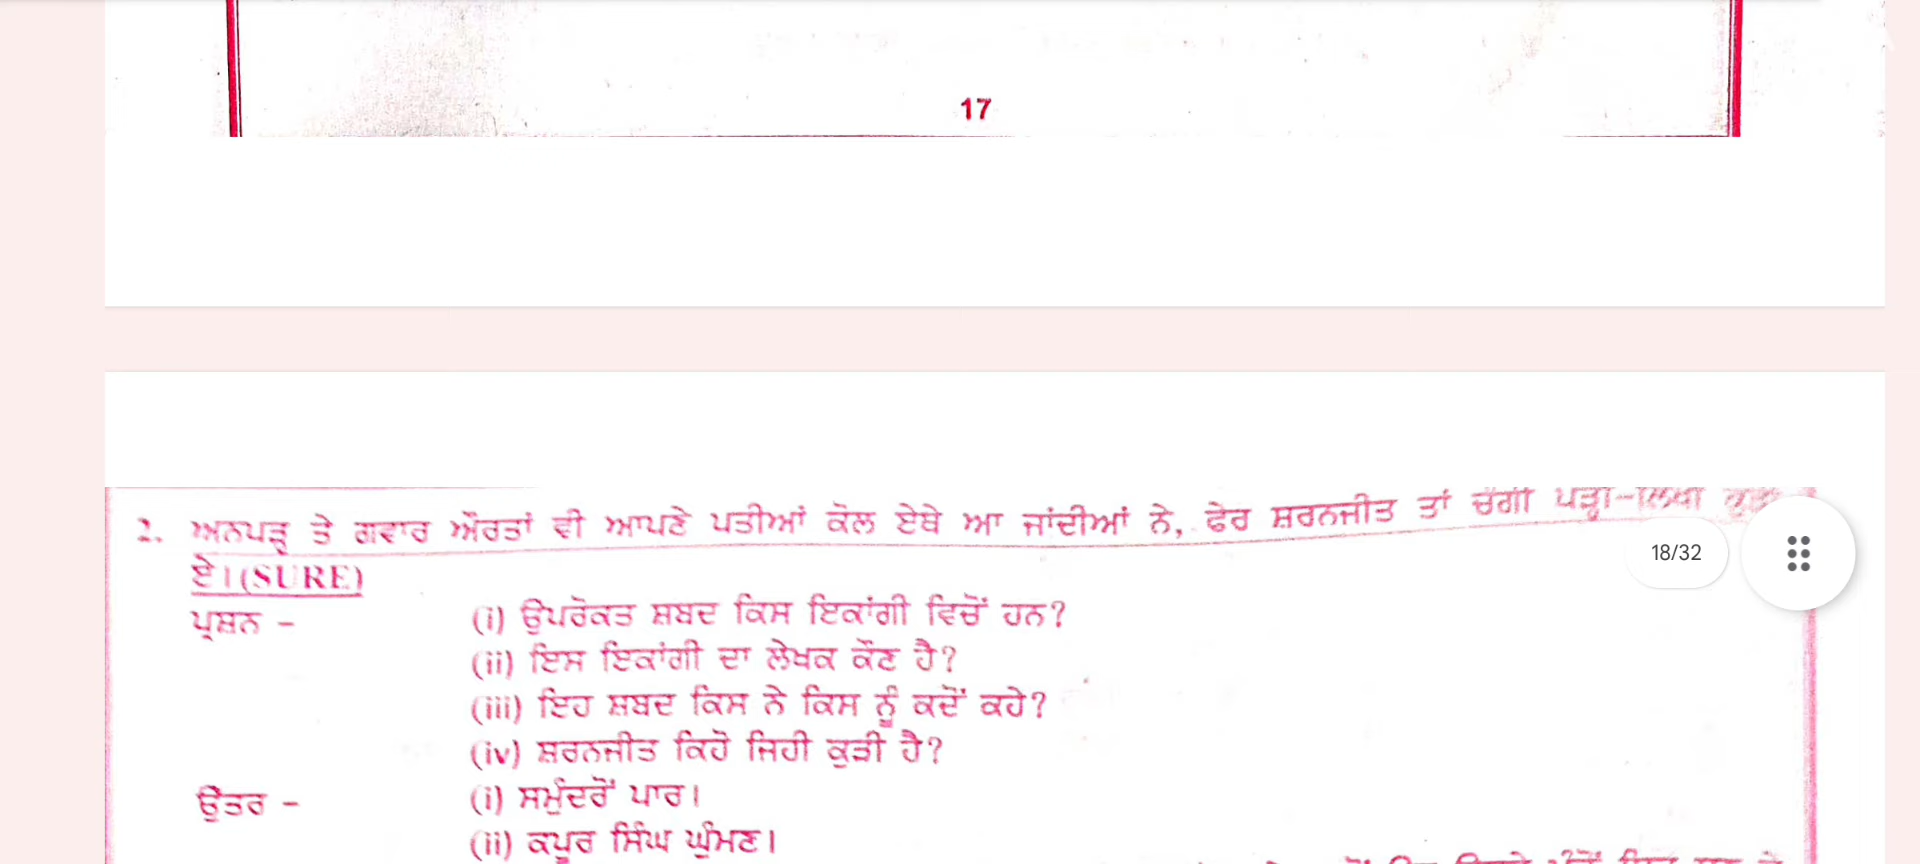 17
2. ਅਨਪੜ੍ਹ ਤੇ ਗਵਾਰ ਔਰਤਾਂ ਵੀ ਆਪਣੇ ਪਤੀਆਂ ਕੋਲ ਏਥੇ ਆ ਜਾਂਦੀਆਂ ਨੇ, ਫੇਰ ਸ਼ਰਨਜੀਤ ਤਾਂ ਚੰਗੀ ਪੜ੍ਹੀ-ਲਿਖੀ ਕੁੜੀ
18/32
ਏ। (SURE)
ਪ੍ਰਸ਼ਨ - (i) ਉਪਰੋਕਤ ਸ਼ਬਦ ਕਿਸ ਇਕਾਂਗੀ ਵਿਚੋਂ ਹਨ?
(ii) ਇਸ ਇਕਾਂਗੀ ਦਾ ਲੇਖਕ ਕੌਣ ਹੈ?
(iii) ਇਹ ਸ਼ਬਦ ਕਿਸ ਨੇ ਕਿਸ ਨੂੰ ਕਦੋਂ ਕਹੇ?
(iv) ਸ਼ਰਨਜੀਤ ਕਿਹੋ ਜਿਹੀ ਕੁੜੀ ਹੈ?
ਉੱਤਰ - (i) ਸਮੁੰਦਰੋਂ ਪਾਰ।
(ii) ਕਪੂਰ ਸਿੰਘ ਘੁੰਮਣ।